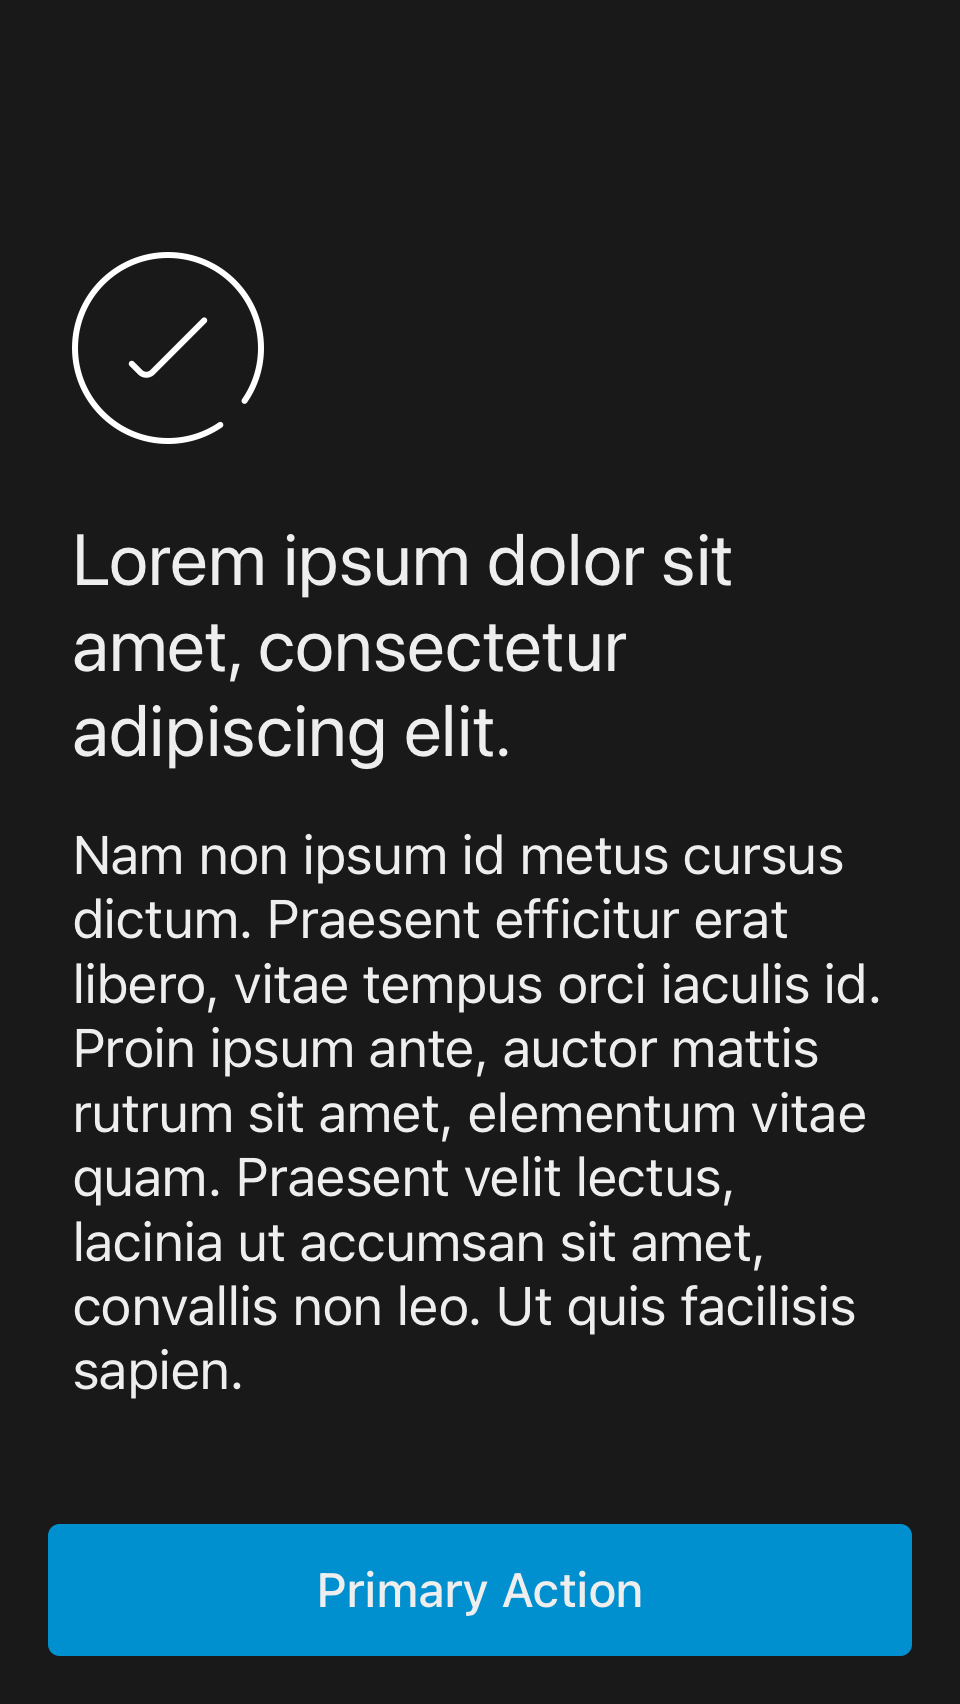 Lorem ipsum dolor sit
amet, consectetur
adipiscing elit.
Nam non ipsum id metus cursus
dictum. Praesent efficitur erat
libero, vitae tempus orci iaculis id.
Proin ipsum ante, auctor mattis
rutrum sit amet, elementum vitae
quam. Praesent velit lectus,
lacinia ut accumsan sit amet,
convallis non leo. Ut quis facilisis
sapien.
Primary Action